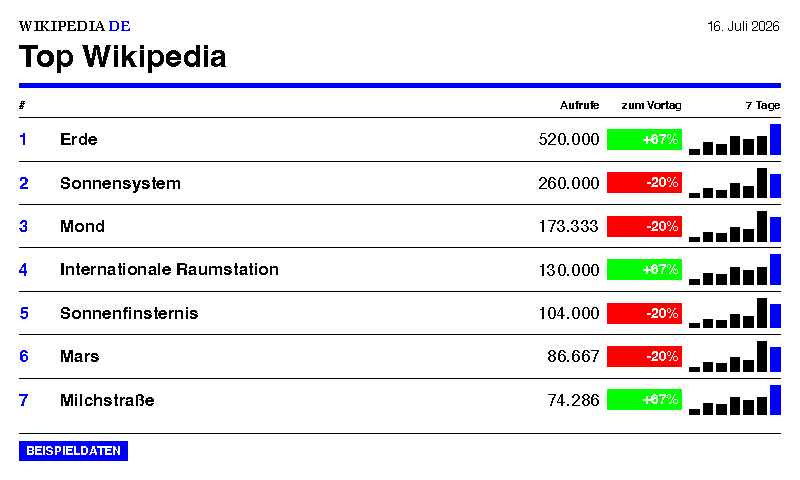 WIKIPEDIA DE
16. Juli 2026
Top Wikipedia
# Aufrufe zum Vortag 7 Tage
1 Erde 520.000 +67%
2 Sonnensystem 260.000 -20%
3 Mond 173.333 -20%
4 Internationale Raumstation 130.000 +67%
5 Sonnenfinsternis 104.000 -20%
6 Mars 86.667 -20%
7 Milchstraße 74.286 +67%
BEISPIELDATEN